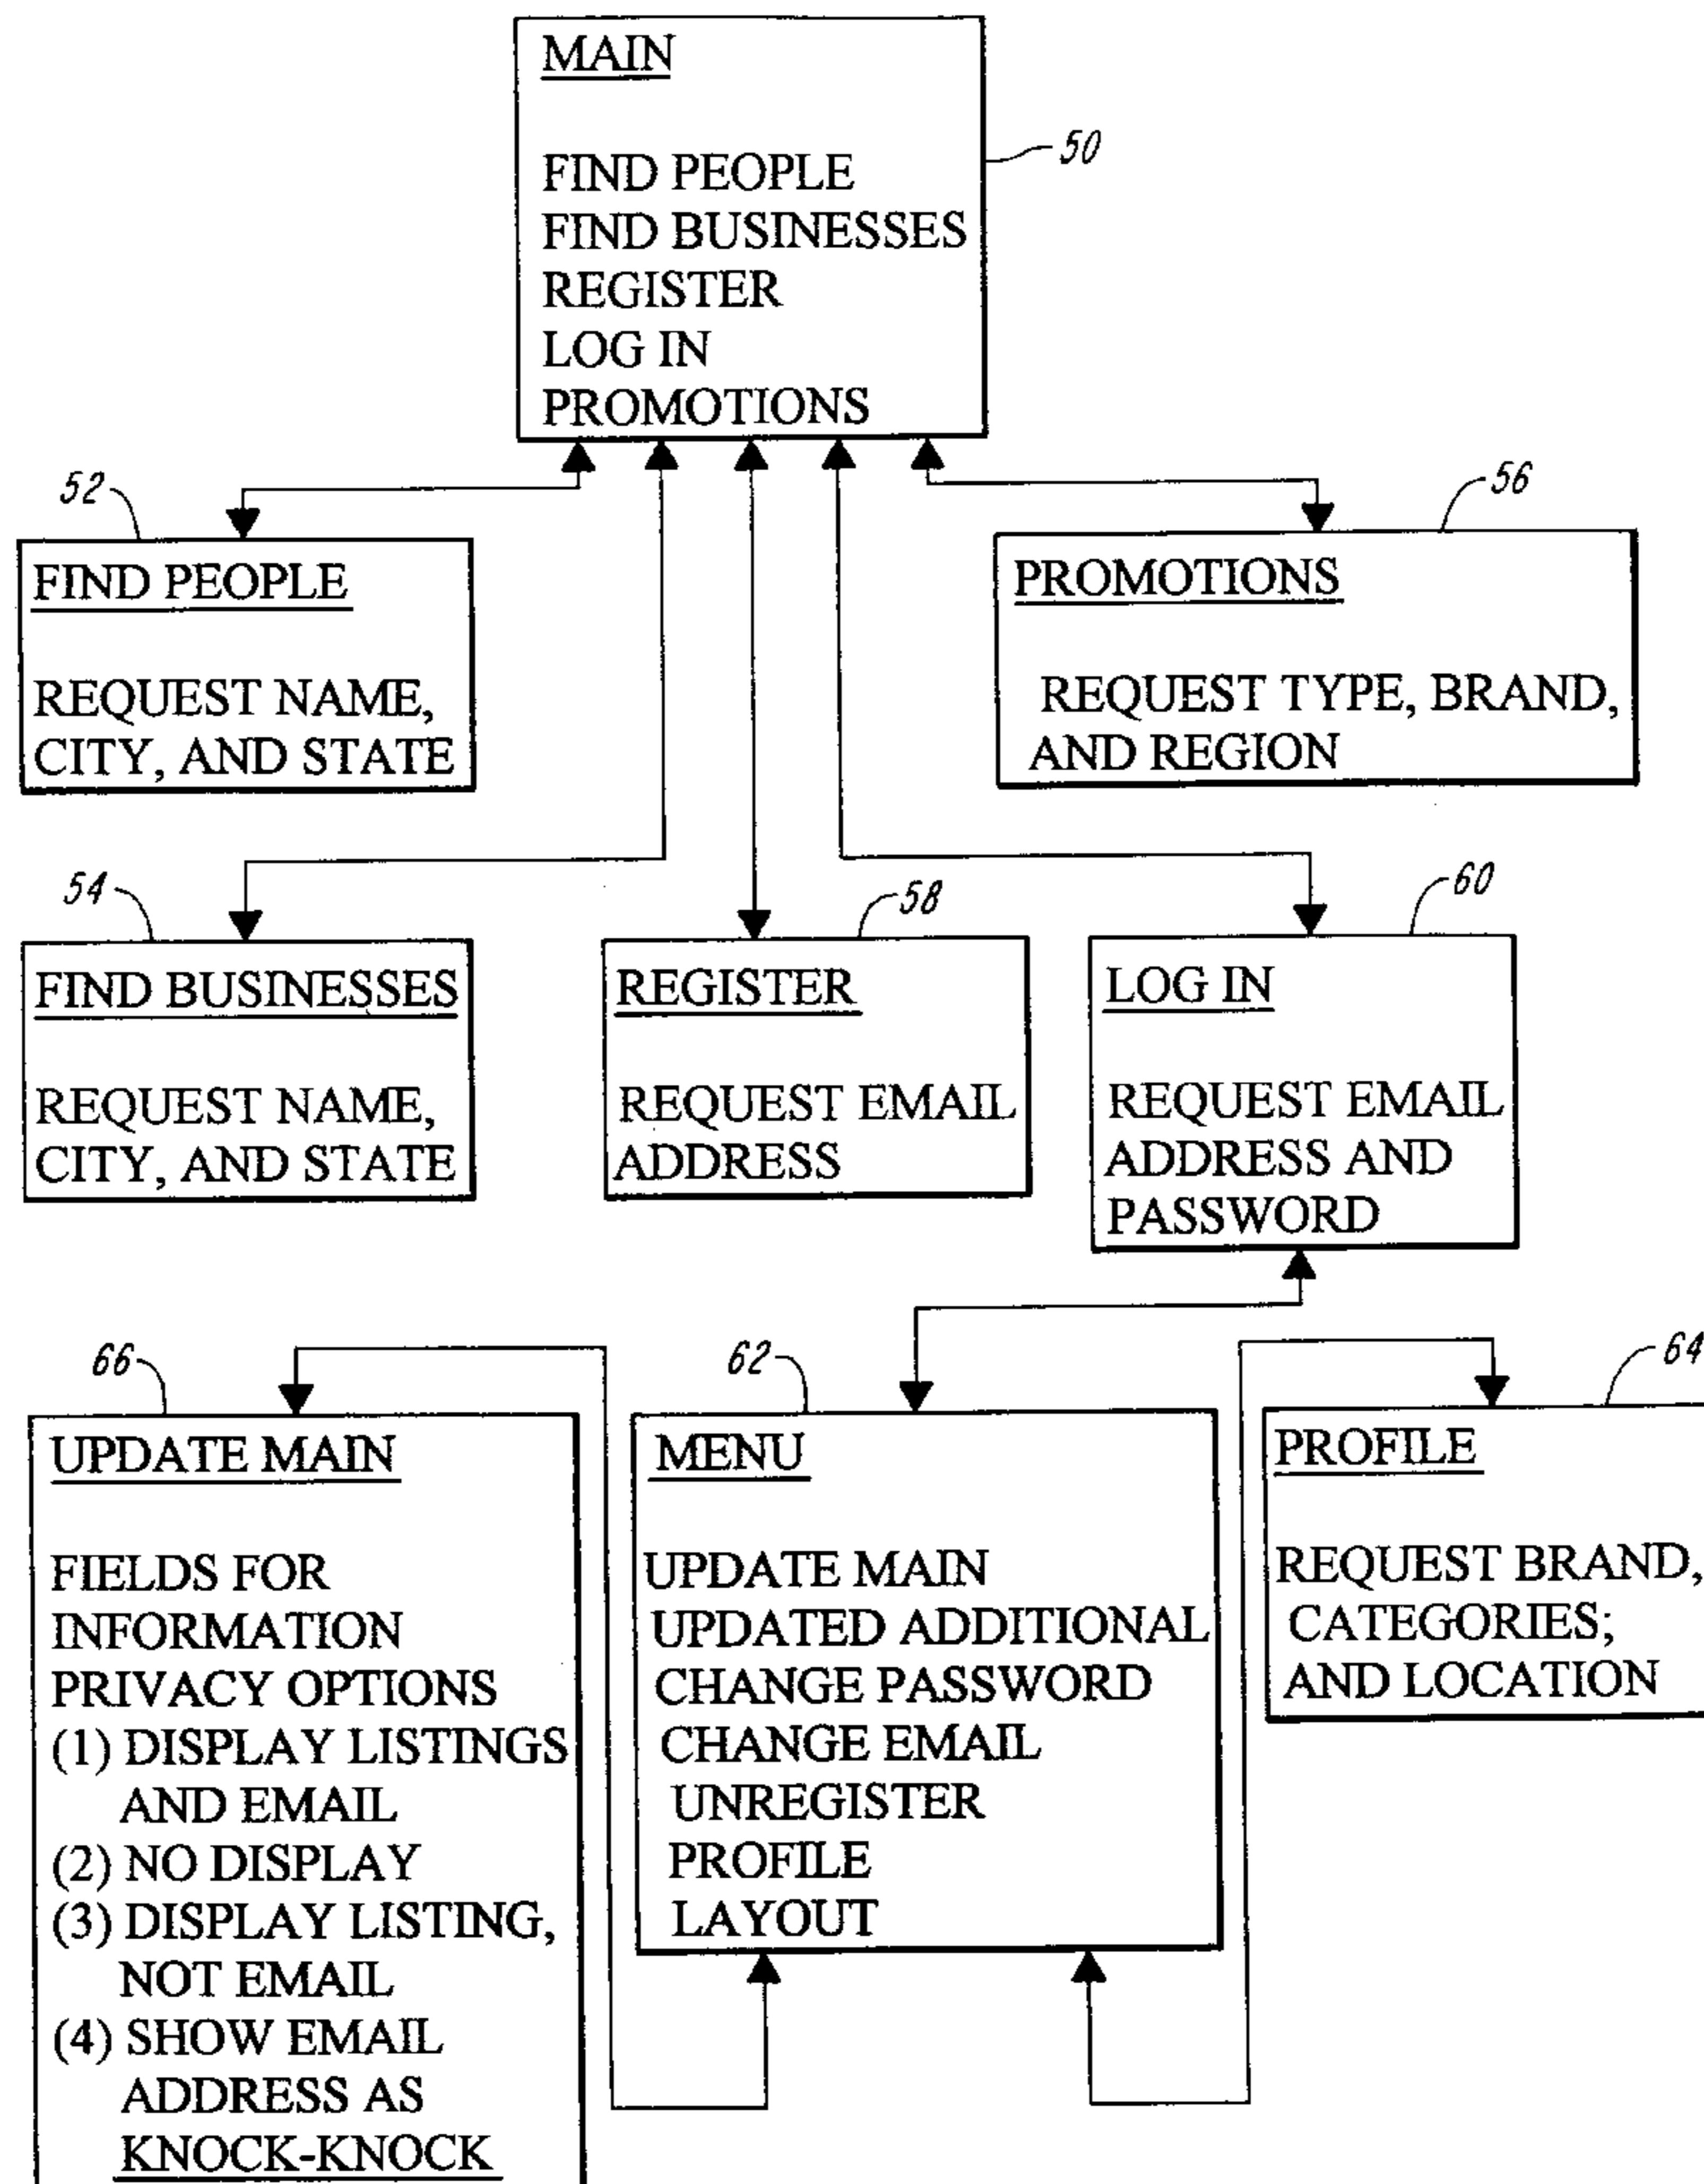 MAIN
FIND PEOPLE
FIND BUSINESSES
REGISTER
LOG IN
PROMOTIONS
50
52
FIND PEOPLE
REQUEST NAME,
CITY, AND STATE
56
PROMOTIONS
REQUEST TYPE, BRAND,
AND REGION
54
FIND BUSINESSES
REQUEST NAME,
CITY, AND STATE
58
REGISTER
REQUEST EMAIL
ADDRESS
60
LOG IN
REQUEST EMAIL
ADDRESS AND
PASSWORD
66
UPDATE MAIN
FIELDS FOR
INFORMATION
PRIVACY OPTIONS
(1) DISPLAY LISTINGS
AND EMAIL
(2) NO DISPLAY
(3) DISPLAY LISTING,
NOT EMAIL
(4) SHOW EMAIL
ADDRESS AS
KNOCK-KNOCK
62
MENU
UPDATE MAIN
UPDATED ADDITIONAL
CHANGE PASSWORD
CHANGE EMAIL
UNREGISTER
PROFILE
LAYOUT
64
PROFILE
REQUEST BRAND,
CATEGORIES;
AND LOCATION